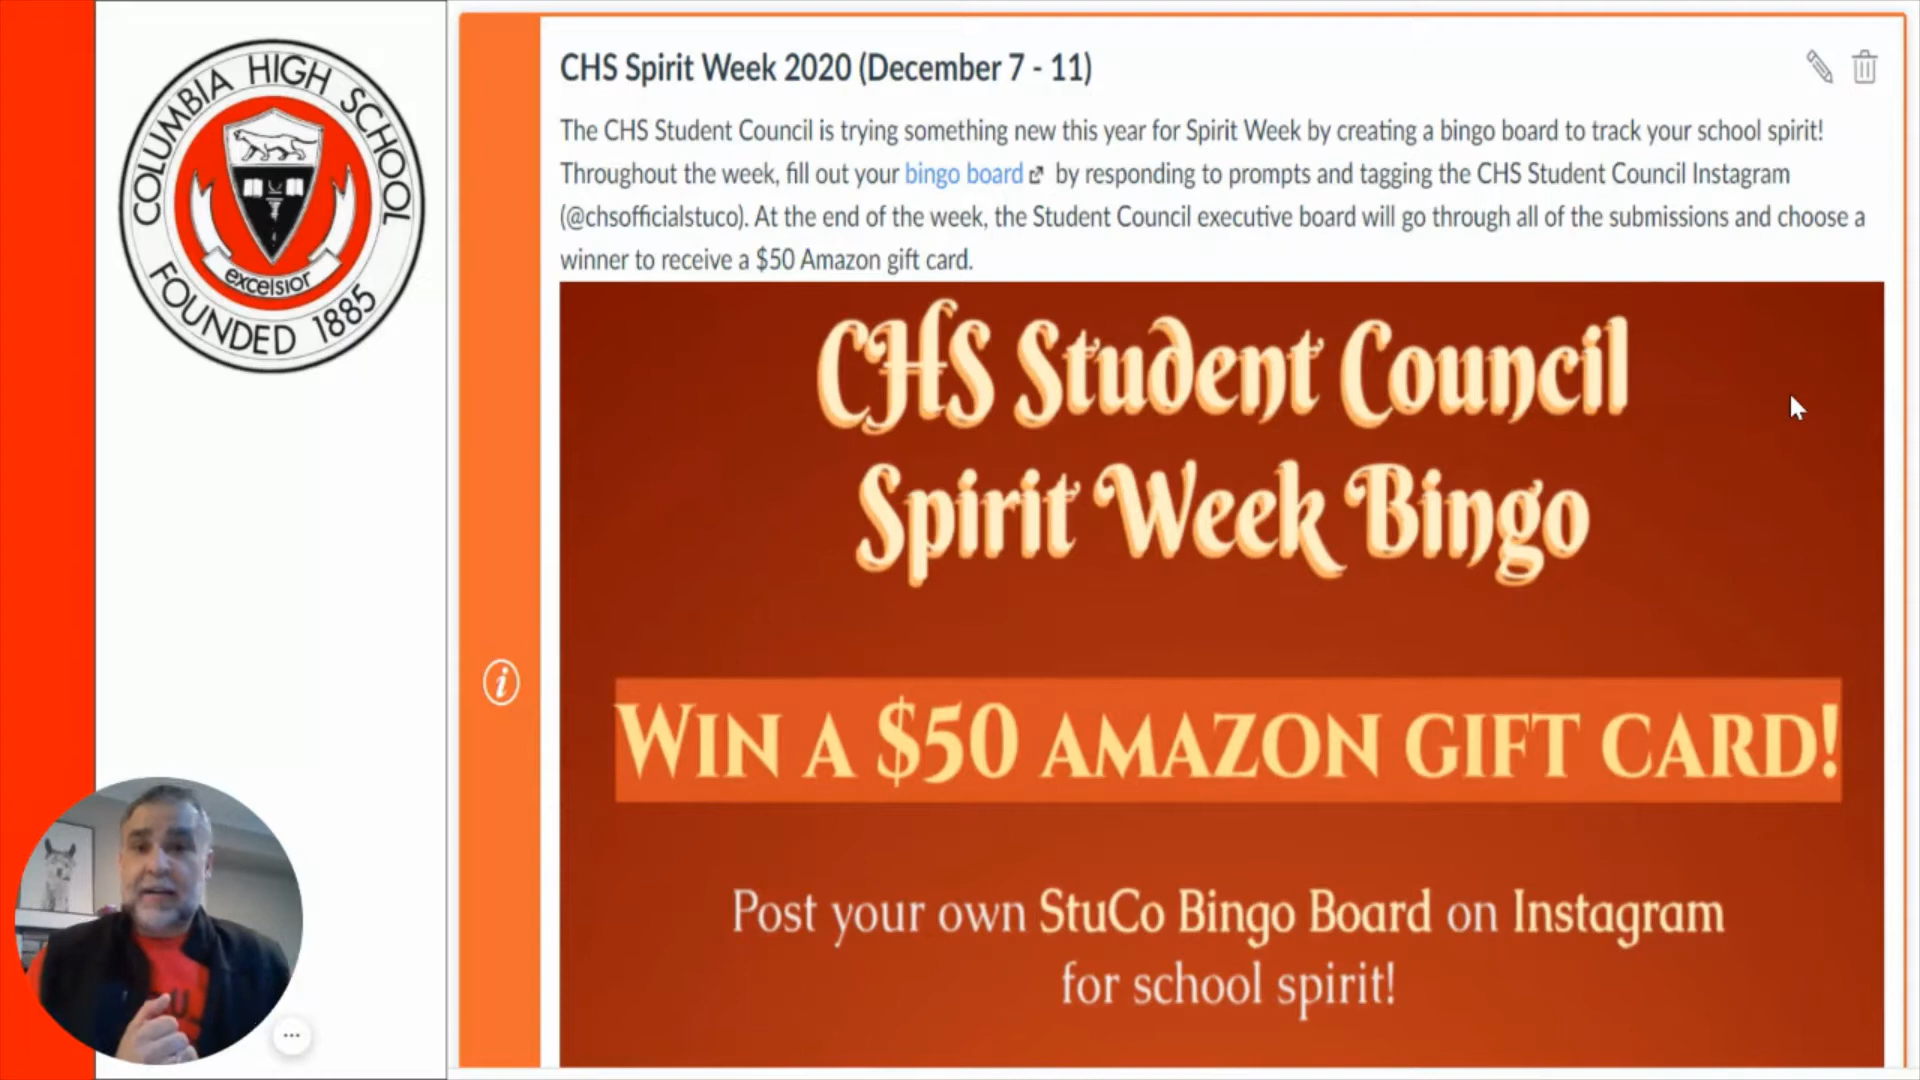 COLUMBIA HIGH SCHOOL
excelsior
FOUNDED 1885
CHS Spirit Week 2020 (December 7 - 11)
The CHS Student Council is trying something new this year for Spirit Week by creating a bingo board to track your school spirit!
Throughout the week, fill out your bingo board by responding to prompts and tagging the CHS Student Council Instagram
(@chsofficialstuco). At the end of the week, the Student Council executive board will go through all of the submissions and choose a
winner to receive a $50 Amazon gift card.
CHS Student Council
Spirit Week Bingo
WIN A $50 AMAZON GIFT CARD!
Post your own StuCo Bingo Board on Instagram
for school spirit!